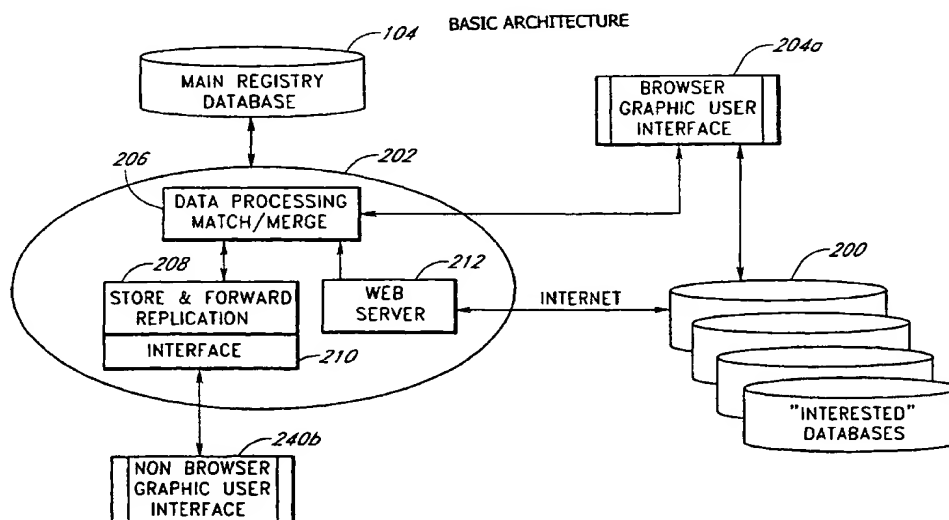 BASIC ARCHITECTURE
104
MAIN REGISTRY
DATABASE
204a
BROWSER
GRAPHIC USER
INTERFACE
202
206
DATA PROCESSING
MATCH/MERGE
208
STORE & FORWARD
REPLICATION
INTERFACE
210
212
WEB
SERVER
INTERNET
200
"INTERESTED"
DATABASES
240b
NON BROWSER
GRAPHIC USER
INTERFACE